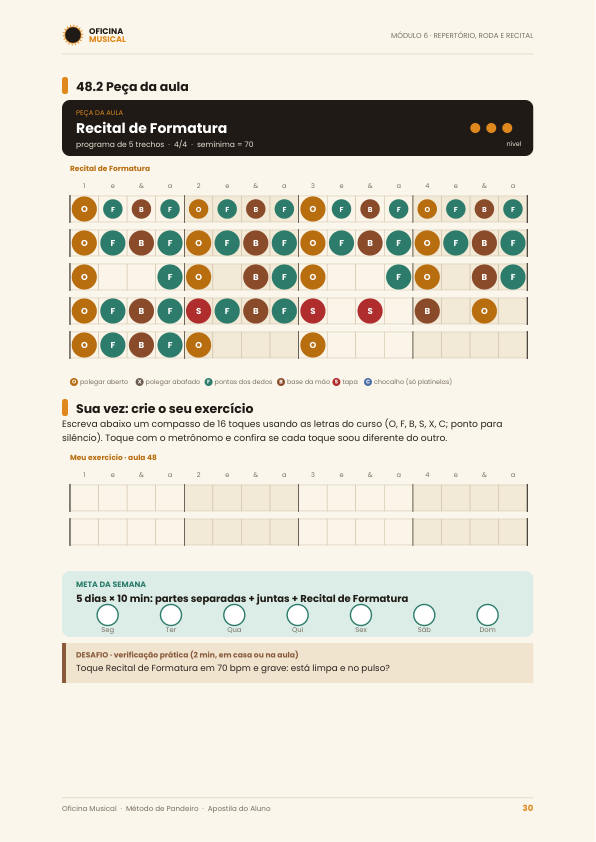 OFICINA
MUSICAL
MÓDULO 6 · REPERTÓRIO, RODA E RECITAL
48.2 Peça da aula
PEÇA DA AULA
Recital de Formatura
programa de 5 trechos · 4/4 · semínima = 70
nível
Recital de Formatura
1 e & a 2 e & a 3 e & a 4 e & a
O F B F O F B F O F B F O F B F
O F B F O F B F O F B F O F B F
O F O B F O F O B F
O F B F S F B F S S B O
O F B F O O
O polegar aberto X polegar abafado F pontas dos dedos B base da mão S tapa C chocalho (só platinelas)
Sua vez: crie o seu exercício
Escreva abaixo um compasso de 16 toques usando as letras do curso (O, F, B, S, X, C; ponto para
silêncio). Toque com o metrônomo e confira se cada toque soou diferente do outro.
Meu exercício · aula 48
1 e & a 2 e & a 3 e & a 4 e & a
META DA SEMANA
5 dias × 10 min: partes separadas + juntas + Recital de Formatura
Seg Ter Qua Qui Sex Sáb Dom
DESAFIO · verificação prática (2 min, em casa ou na aula)
Toque Recital de Formatura em 70 bpm e grave: está limpa e no pulso?
Oficina Musical · Método de Pandeiro · Apostila do Aluno
30